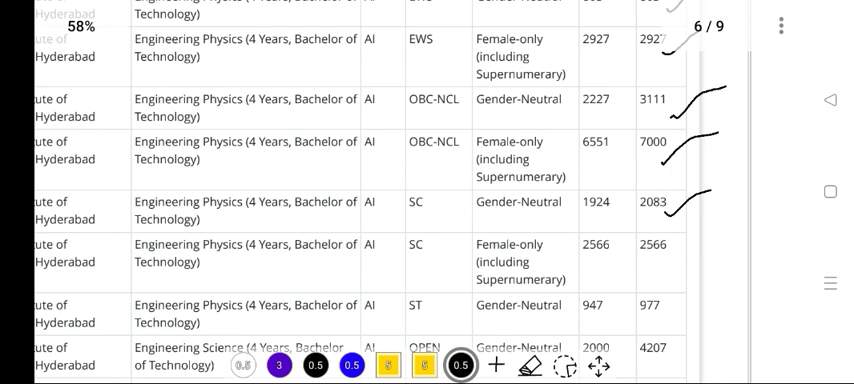 58%
6 / 9
ute of Hyderabad Engineering Physics (4 Years, Bachelor of Technology) AI EWS Female-only (including Supernumerary) 2927 2927
ute of Hyderabad Engineering Physics (4 Years, Bachelor of Technology) AI OBC-NCL Gender-Neutral 2227 3111
ute of Hyderabad Engineering Physics (4 Years, Bachelor of Technology) AI OBC-NCL Female-only (including Supernumerary) 6551 7000
ute of Hyderabad Engineering Physics (4 Years, Bachelor of Technology) AI SC Gender-Neutral 1924 2083
ute of Hyderabad Engineering Physics (4 Years, Bachelor of Technology) AI SC Female-only (including Supernumerary) 2566 2566
ute of Hyderabad Engineering Physics (4 Years, Bachelor of Technology) AI ST Gender-Neutral 947 977
ute of Hyderabad Engineering Science (4 Years, Bachelor of Technology) AI OPEN Gender-Neutral 2000 4207
0.5 3 0.5 0.5 5 5 0.5